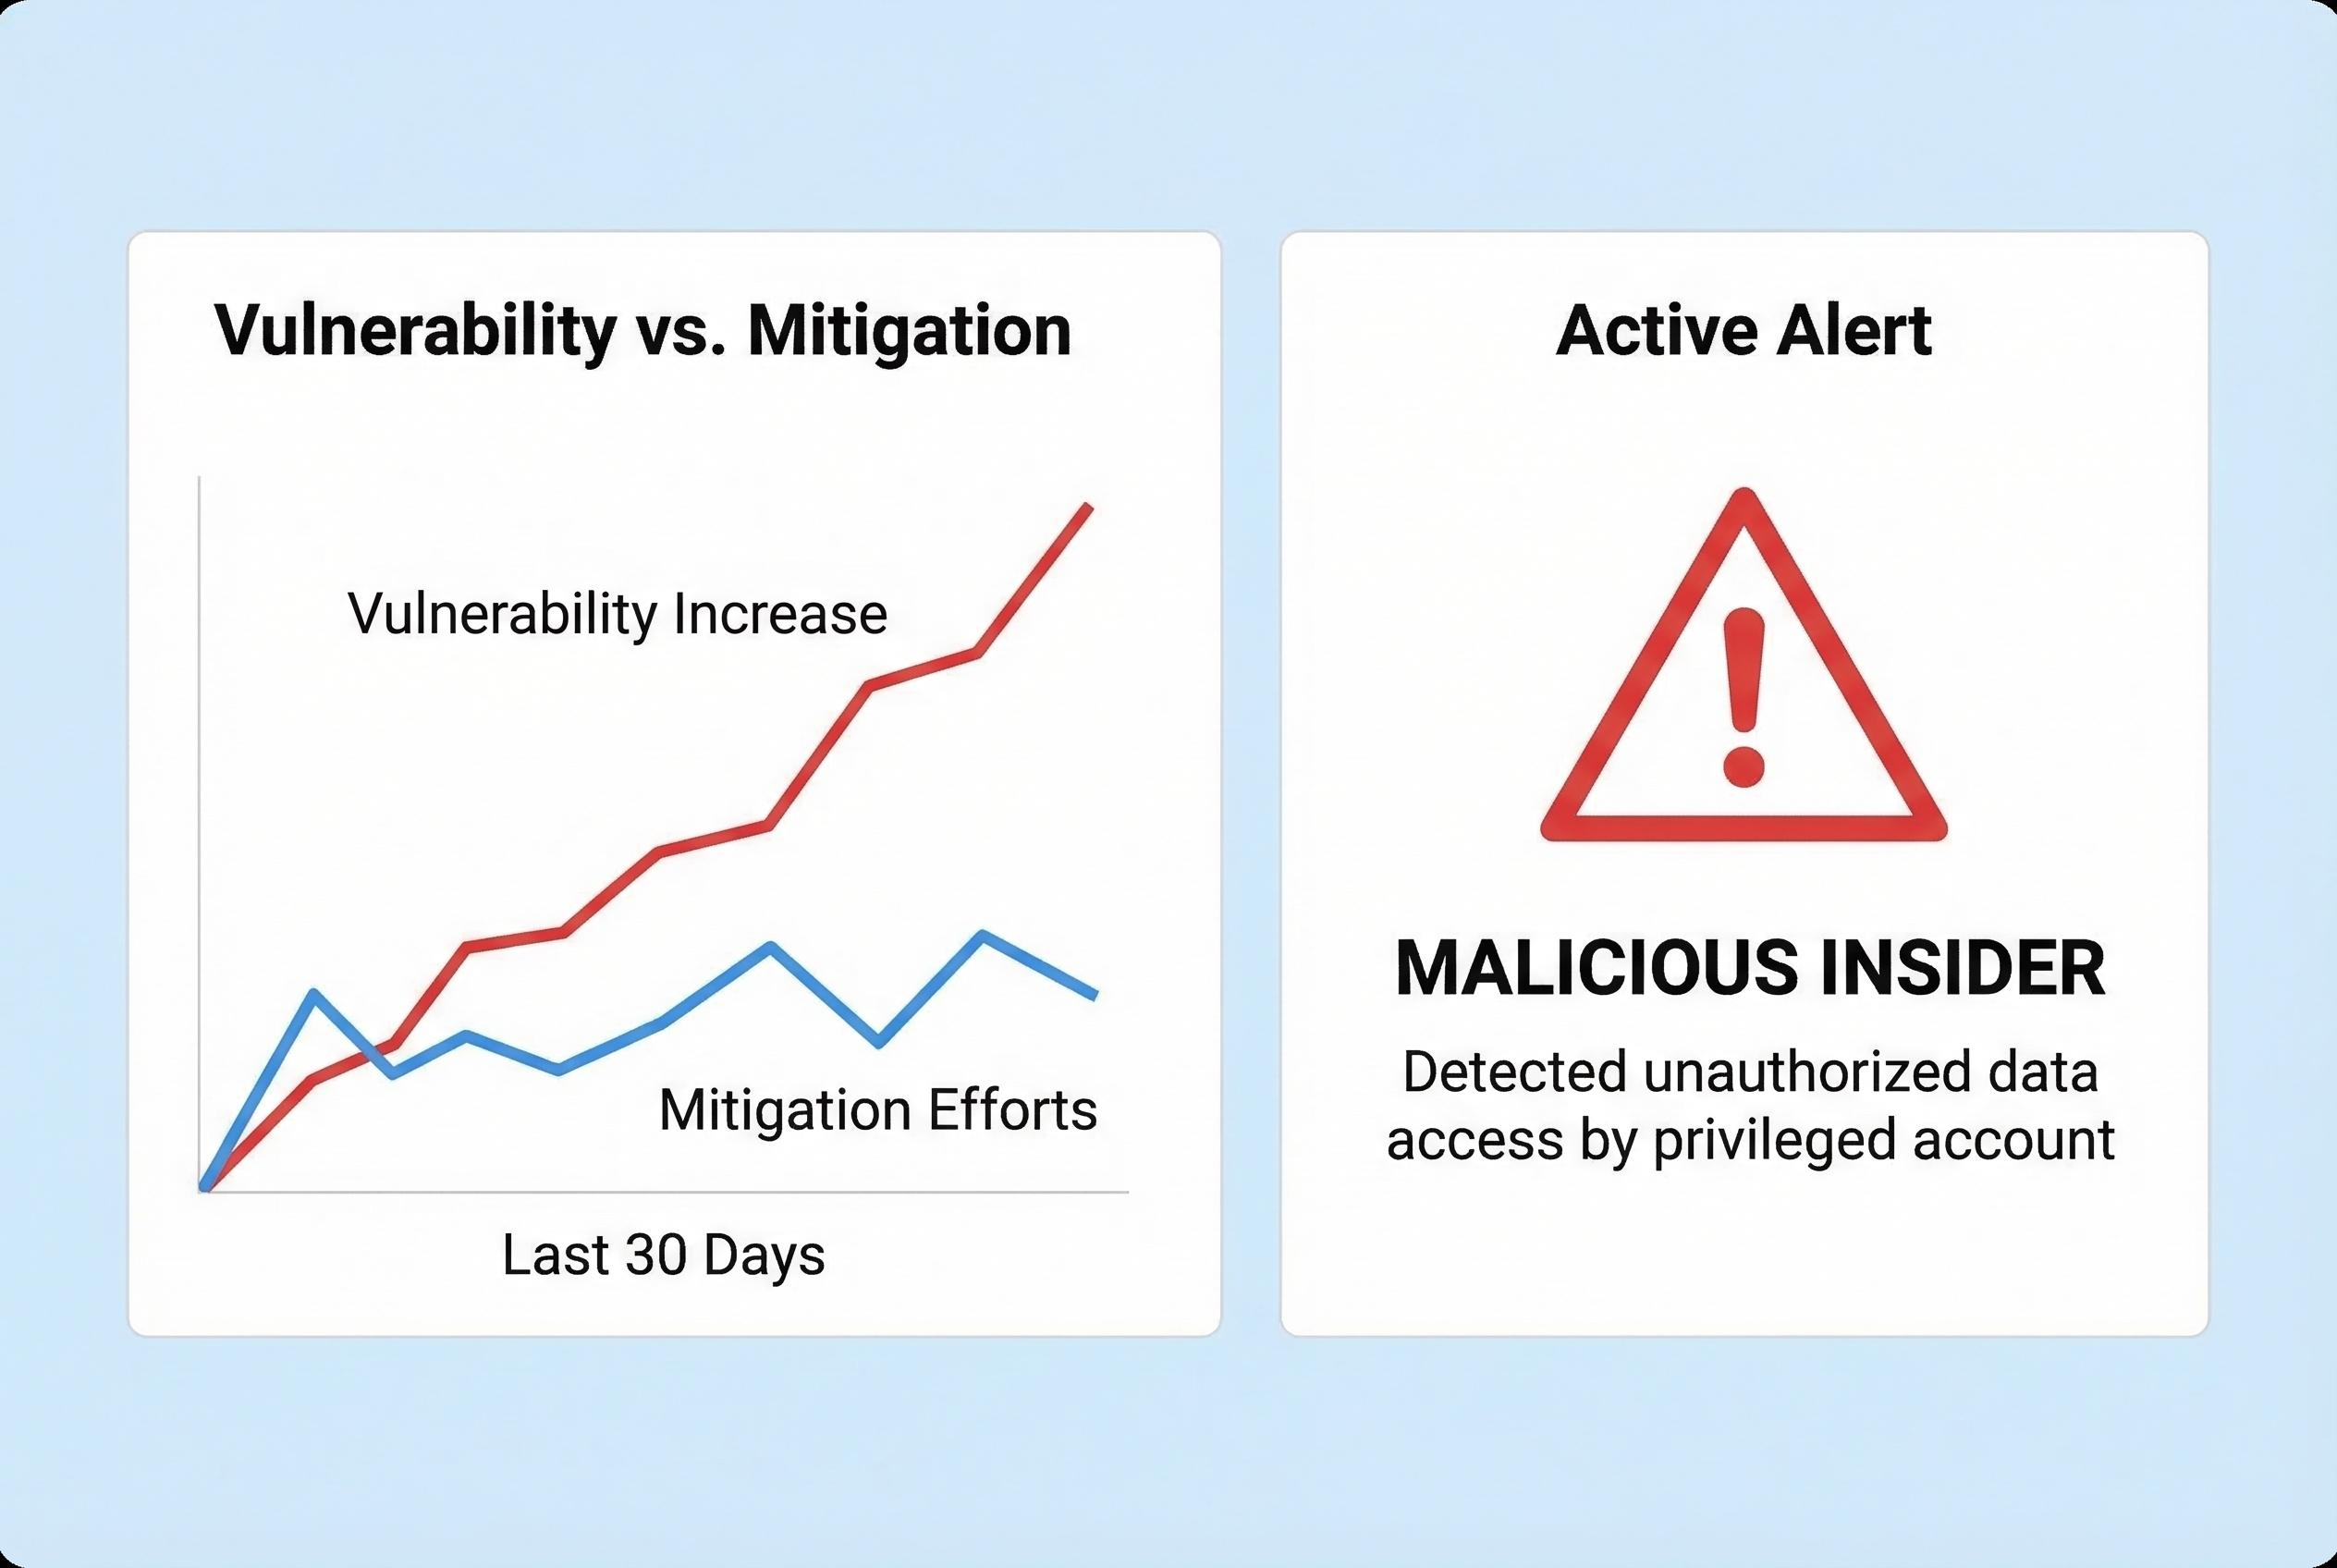 Vulnerability vs. Mitigation
Vulnerability Increase
Mitigation Efforts
Last 30 Days
Active Alert
MALICIOUS INSIDER
Detected unauthorized data
access by privileged account